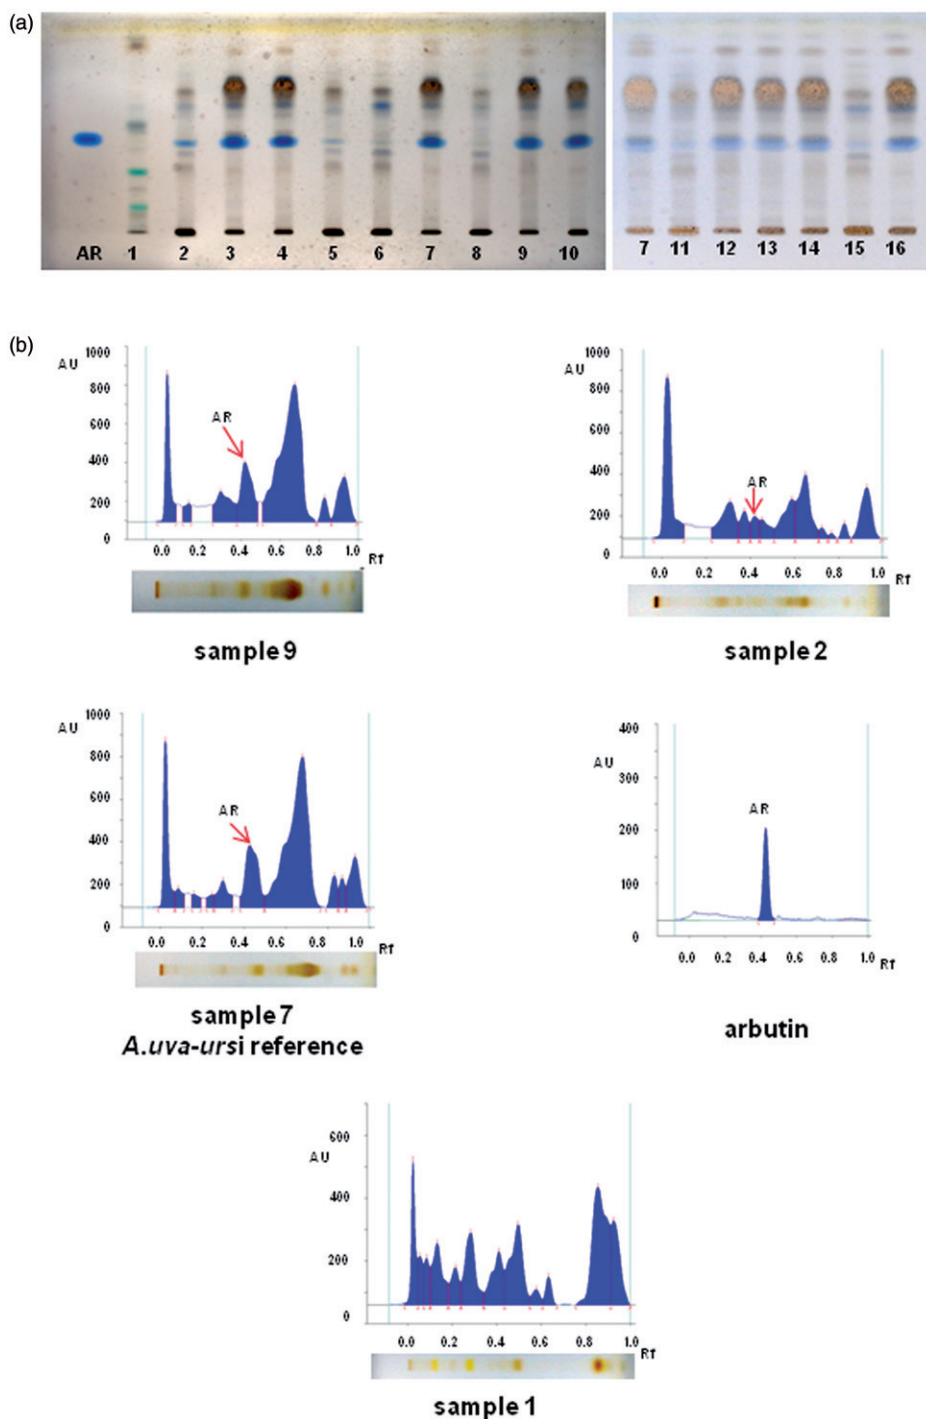 (a)
AR 1 2 3 4 5 6 7 8 9 10
7 11 12 13 14 15 16
(b)
1000
AU
800
600
AR
400
200
0
0.0 0.2 0.4 0.6 0.8 1.0
Rf
sample 9
1000
AU
800
600
400
AR
200
0
0.0 0.2 0.4 0.6 0.8 1.0
Rf
sample 2
1000
AU
800
600
AR
400
200
0
0.0 0.2 0.4 0.6 0.8 1.0
Rf
sample 7
A.uva-ursi reference
400
AU
300
AR
200
100
0
0.0 0.2 0.4 0.6 0.8 1.0
Rf
arbutin
600
AU
400
200
0
0.0 0.2 0.4 0.6 0.8 1.0
Rf
sample 1